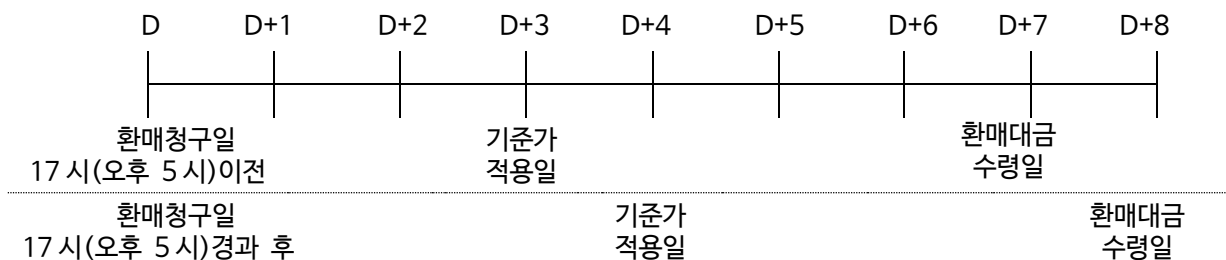 D D+1 D+2 D+3 D+4 D+5 D+6 D+7 D+8
환매청구일 기준가 환매대금
17시(오후 5시)이전 적용일 수령일
환매청구일 기준가 환매대금
17시(오후 5시)경과 후 적용일 수령일